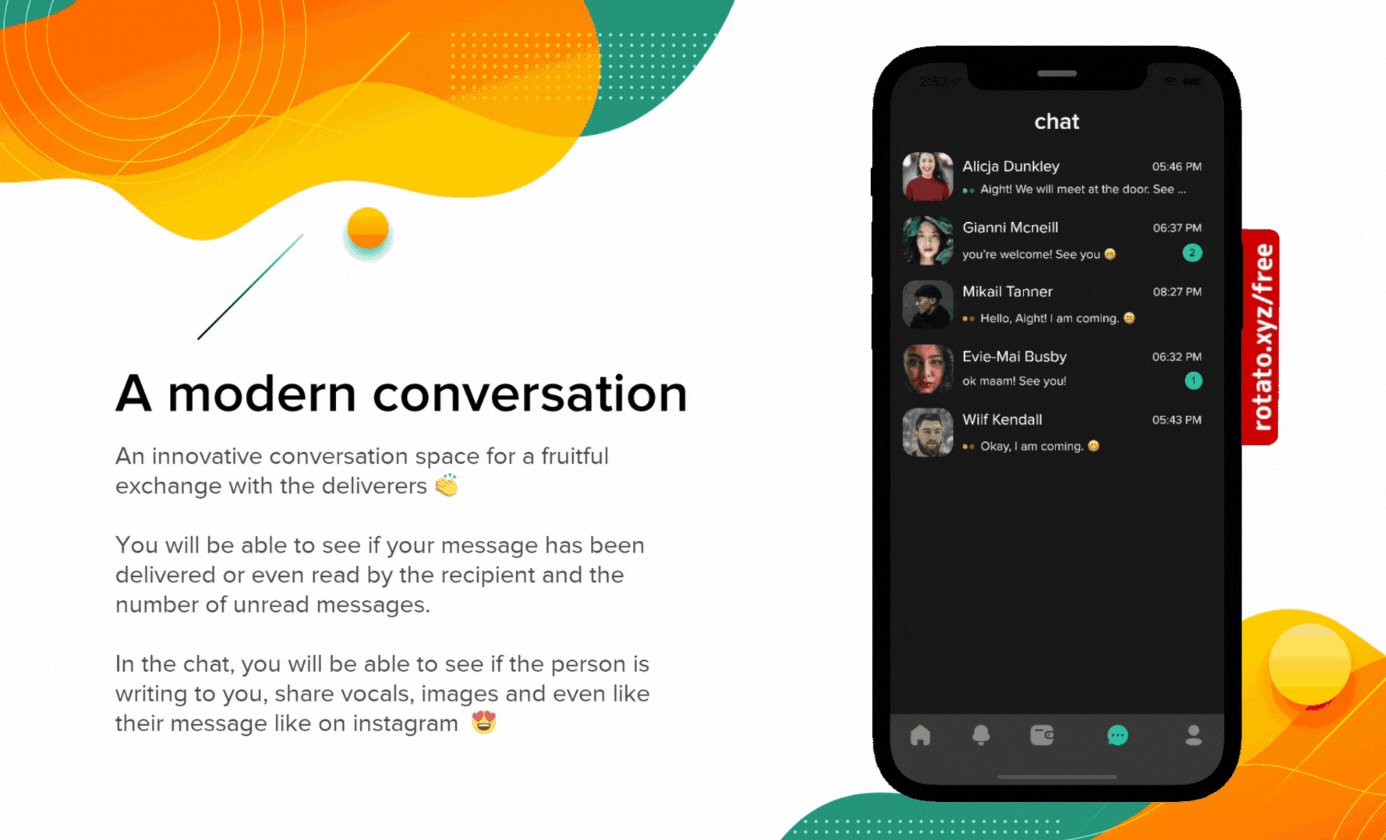 A modern conversation
An innovative conversation space for a fruitful
exchange with the deliverers 👏
You will be able to see if your message has been
delivered or even read by the recipient and the
number of unread messages.
In the chat, you will be able to see if the person is
writing to you, share vocals, images and even like
their message like on instagram 😍
2:52
chat
Alicja Dunkley 05:46 PM
Aight! We will meet at the door. See ...
Gianni Mcneill 06:37 PM
you're welcome! See you 😁 2
Mikail Tanner 08:27 PM
Hello, Aight! I am coming. 😁
Evie-Mai Busby 06:32 PM
ok maam! See you! 1
Wilf Kendall 05:43 PM
Okay, I am coming. 😁
rotato.xyz/free